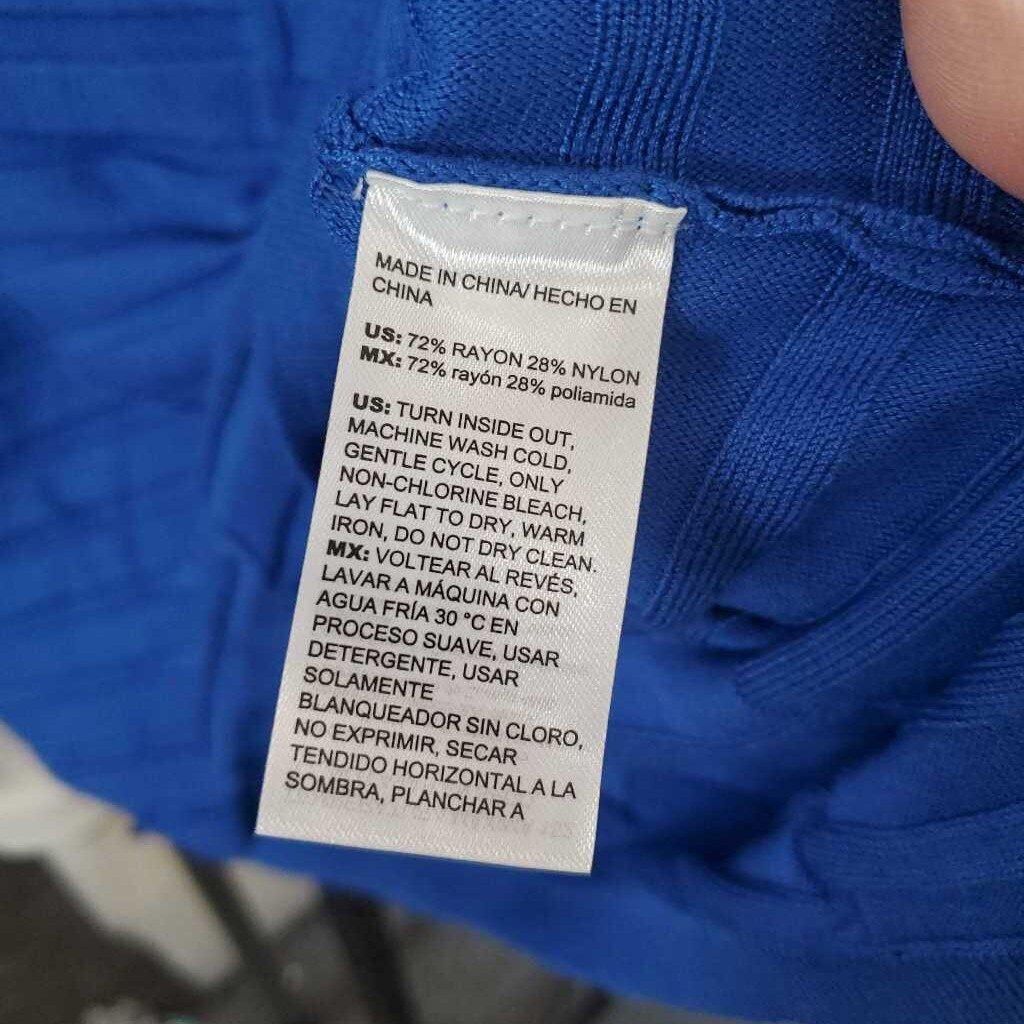 MADE IN CHINA/ HECHO EN
CHINA
US: 72% RAYON 28% NYLON
MX: 72% rayón 28% poliamida
US: TURN INSIDE OUT,
MACHINE WASH COLD,
GENTLE CYCLE, ONLY
NON-CHLORINE BLEACH,
LAY FLAT TO DRY, WARM
IRON, DO NOT DRY CLEAN.
MX: VOLTEAR AL REVÉS,
LAVAR A MÁQUINA CON
AGUA FRÍA 30 °C EN
PROCESO SUAVE, USAR
DETERGENTE, USAR
SOLAMENTE
BLANQUEADOR SIN CLORO,
NO EXPRIMIR, SECAR
TENDIDO HORIZONTAL A LA
SOMBRA, PLANCHAR A